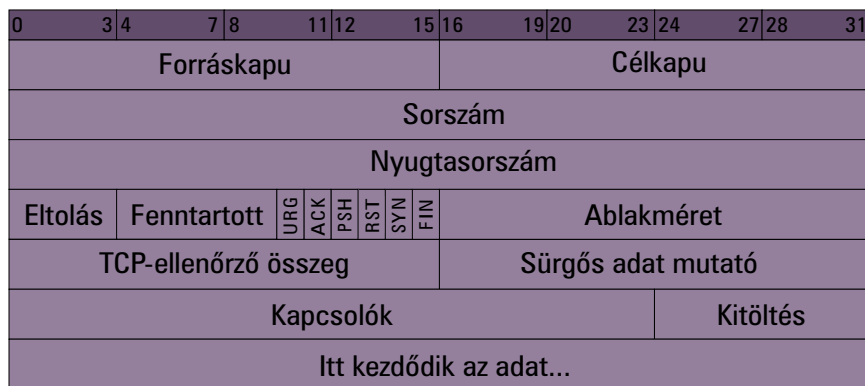 0 3 4 7 8 11 12 15 16 19 20 23 24 27 28 31
Forráskapu Célkapu
Sorszám
Nyugtasorszám
Eltolás Fenntartott URG ACK PSH RST SYN FIN Ablakméret
TCP-ellenőrző összeg Sürgős adat mutató
Kapcsolók Kitöltés
Itt kezdődik az adat...